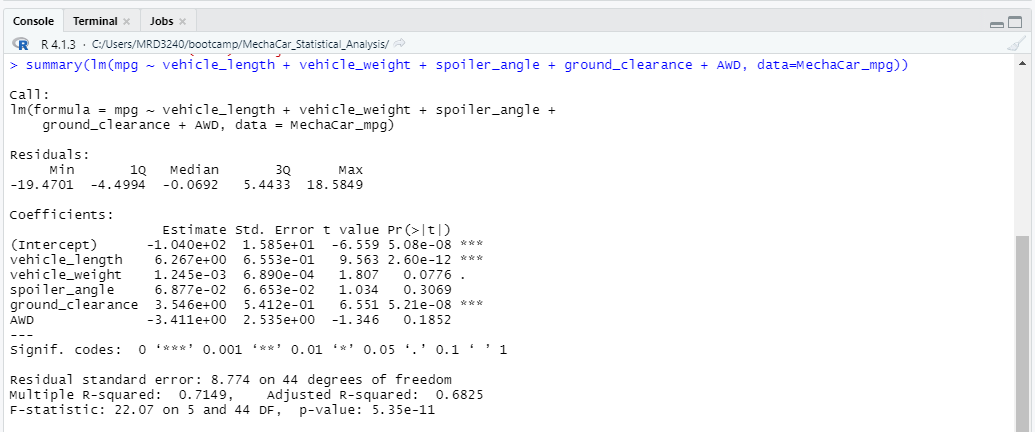 Console Terminal × Jobs ×
R 4.1.3 · C:/Users/MRD3240/bootcamp/MechaCar_Statistical_Analysis/
> summary(lm(mpg ~ vehicle_length + vehicle_weight + spoiler_angle + ground_clearance + AWD, data=MechaCar_mpg))
Call:
lm(formula = mpg ~ vehicle_length + vehicle_weight + spoiler_angle +
    ground_clearance + AWD, data = MechaCar_mpg)
Residuals:
     Min       1Q   Median       3Q      Max
-19.4701  -4.4994  -0.0692   5.4433  18.5849
Coefficients:
                   Estimate Std. Error t value Pr(>|t|)
(Intercept)      -1.040e+02  1.585e+01  -6.559 5.08e-08 ***
vehicle_length    6.267e+00  6.553e-01   9.563 2.60e-12 ***
vehicle_weight    1.245e-03  6.890e-04   1.807   0.0776 .
spoiler_angle     6.877e-02  6.653e-02   1.034   0.3069
ground_clearance  3.546e+00  5.412e-01   6.551 5.21e-08 ***
AWD              -3.411e+00  2.535e+00  -1.346   0.1852
---
Signif. codes:  0 ‘***’ 0.001 ‘**’ 0.01 ‘*’ 0.05 ‘.’ 0.1 ‘ ’ 1
Residual standard error: 8.774 on 44 degrees of freedom
Multiple R-squared:  0.7149,    Adjusted R-squared:  0.6825
F-statistic: 22.07 on 5 and 44 DF,  p-value: 5.35e-11